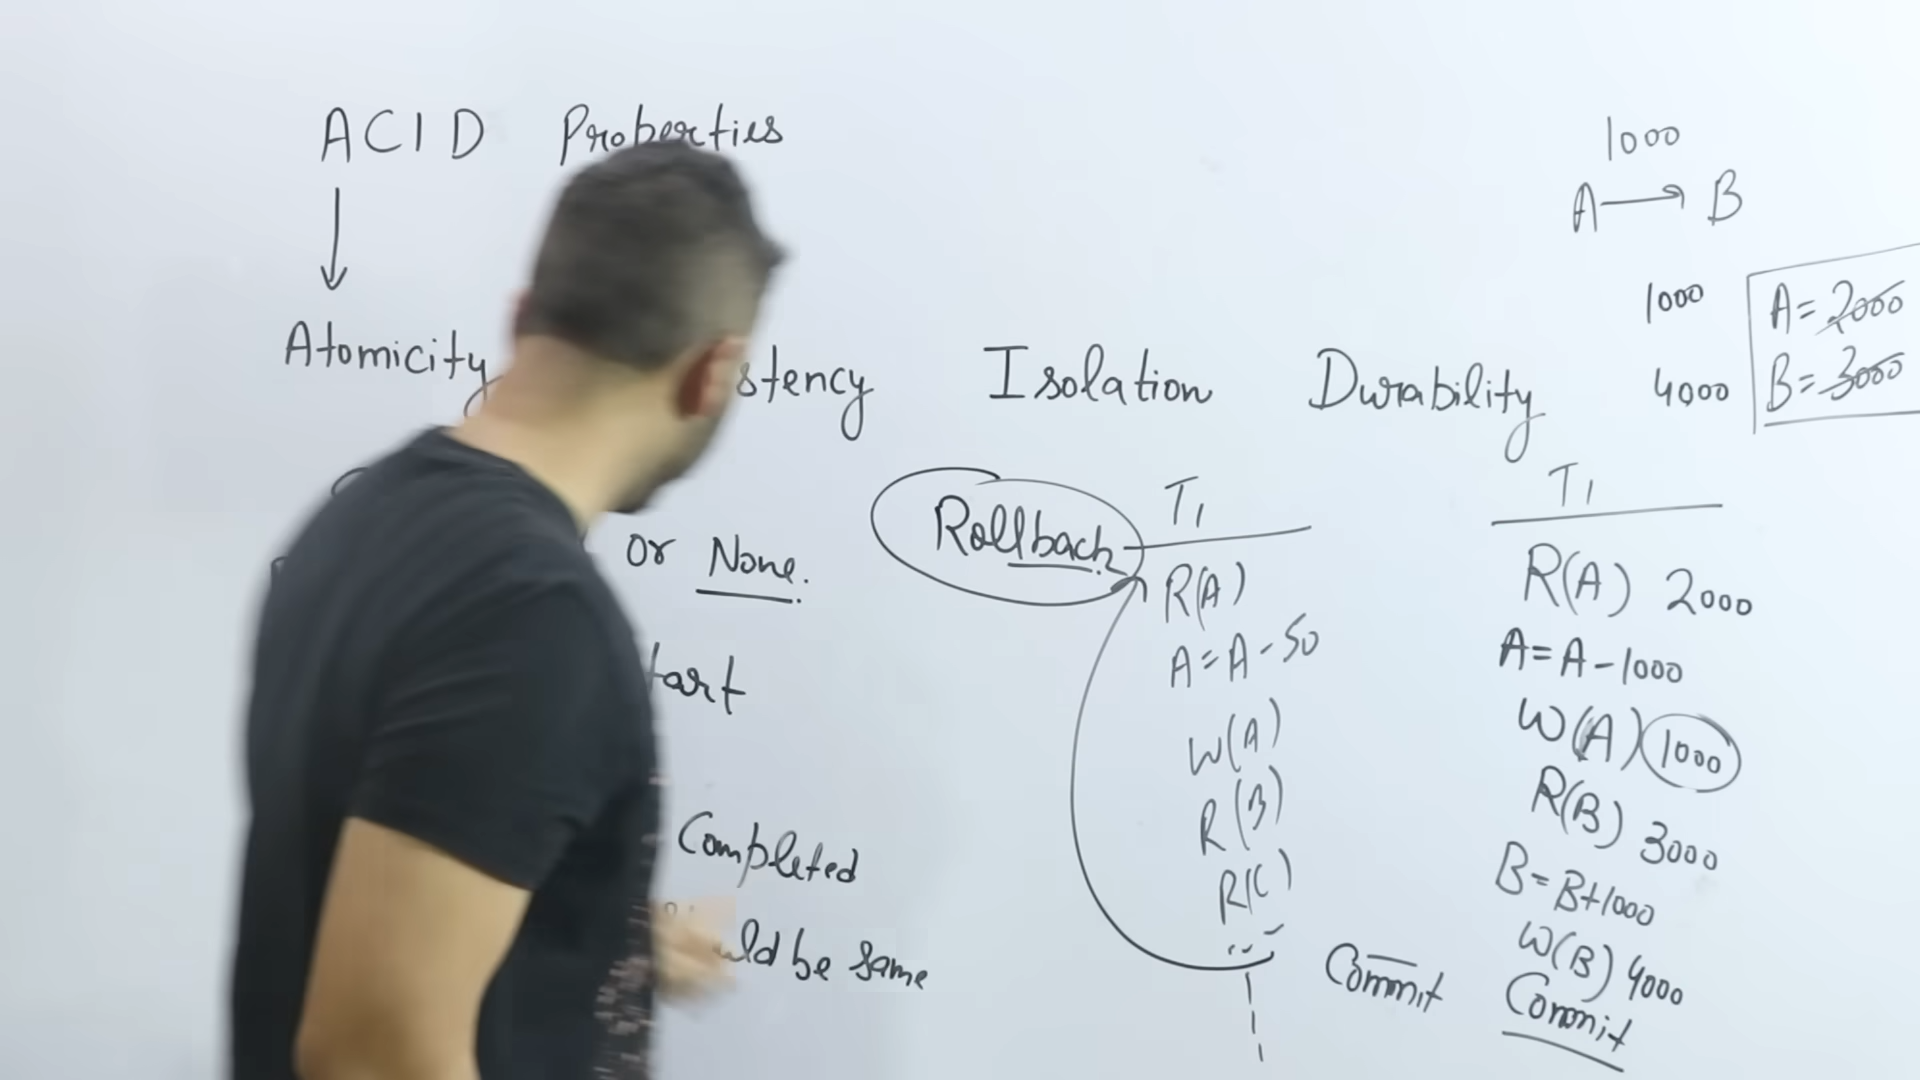 ACID Properties
1000
A → B
Atomicity stency Isolation Durability
1000 A = 2000
4000 B = 3000
or None.
tart
Completed
uld be same
Rollback
T1
R(A)
A = A - 50
W(A)
R(B)
R(C)
Commit
T1
R(A) 2000
A = A - 1000
W(A) 1000
R(B) 3000
B = B + 1000
W(B) 4000
Commit